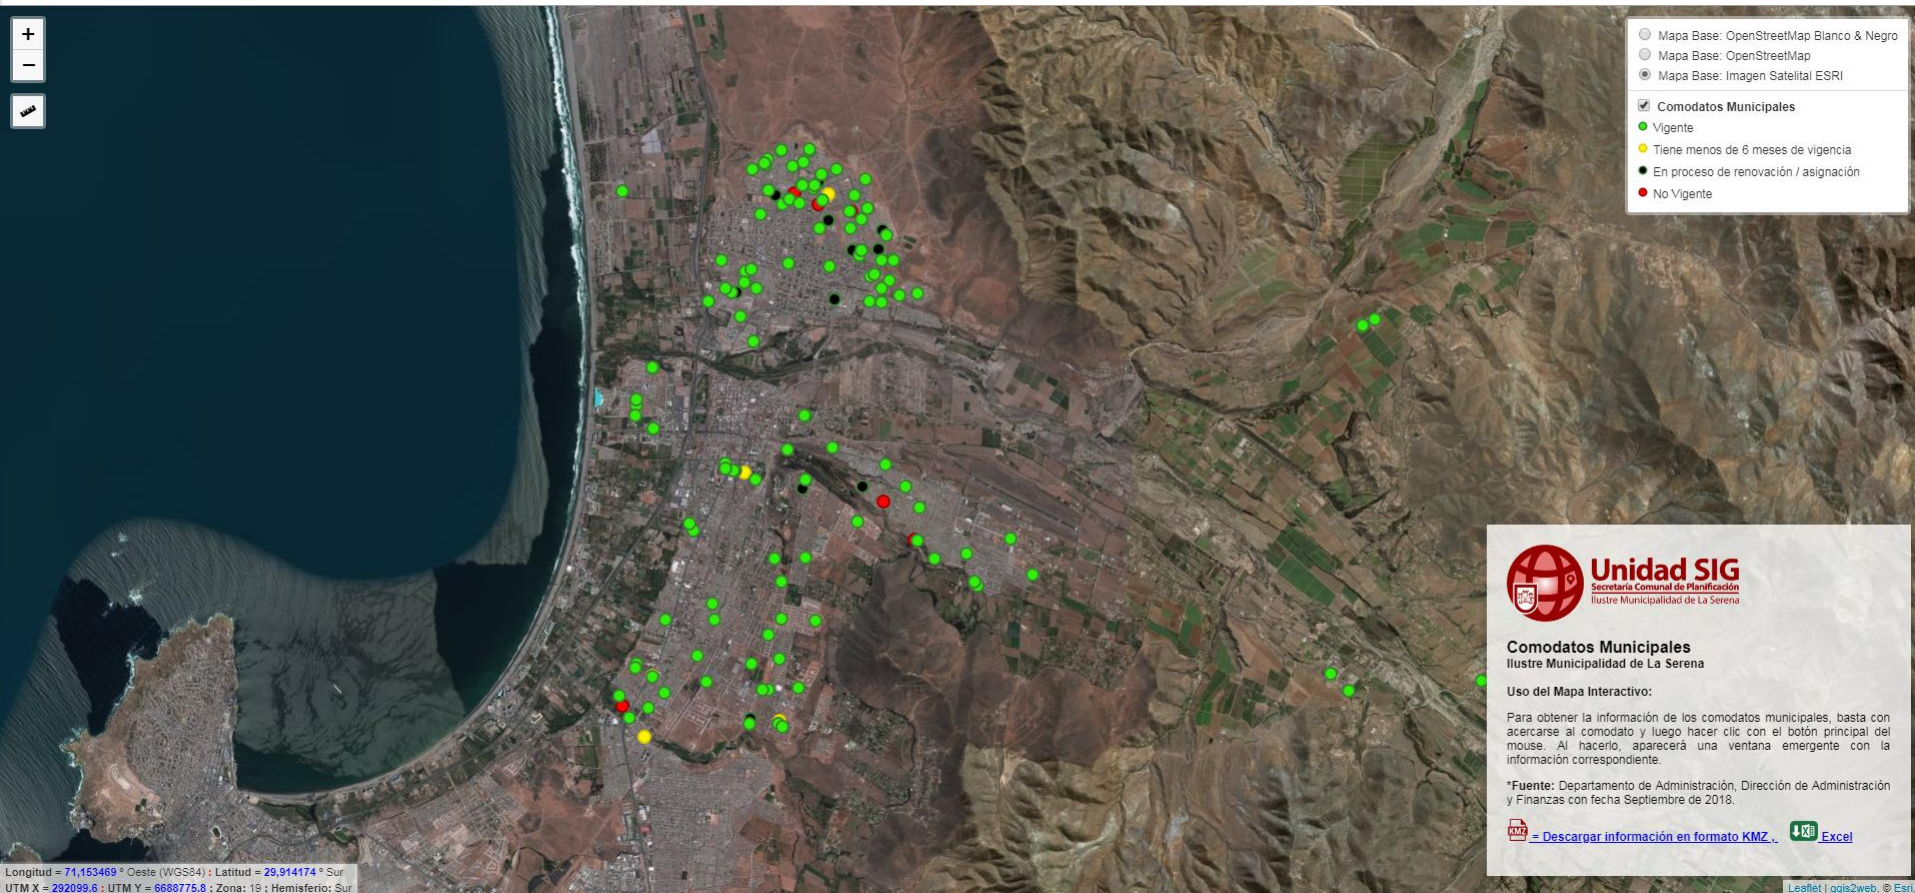 +
−
Mapa Base: OpenStreetMap Blanco & Negro
Mapa Base: OpenStreetMap
Mapa Base: Imagen Satelital ESRI
Comodatos Municipales
Vigente
Tiene menos de 6 meses de vigencia
En proceso de renovación / asignación
No Vigente
Unidad SIG
Secretaría Comunal de Planificación
Ilustre Municipalidad de La Serena
Comodatos Municipales
Ilustre Municipalidad de La Serena
Uso del Mapa Interactivo:
Para obtener la información de los comodatos municipales, basta con
acercarse al comodato y luego hacer clic con el botón principal del
mouse. Al hacerlo, aparecerá una ventana emergente con la
información correspondiente.
*Fuente: Departamento de Administración, Dirección de Administración
y Finanzas con fecha Septiembre de 2018.
KMZ = Descargar información en formato KMZ , Excel
Longitud = 71,153469 ° Oeste (WGS84) : Latitud = 29,914174 ° Sur
UTM X = 292099.6 : UTM Y = 6688775.8 ; Zona: 19 ; Hemisferio: Sur
Leaflet | qgis2web, © Esri